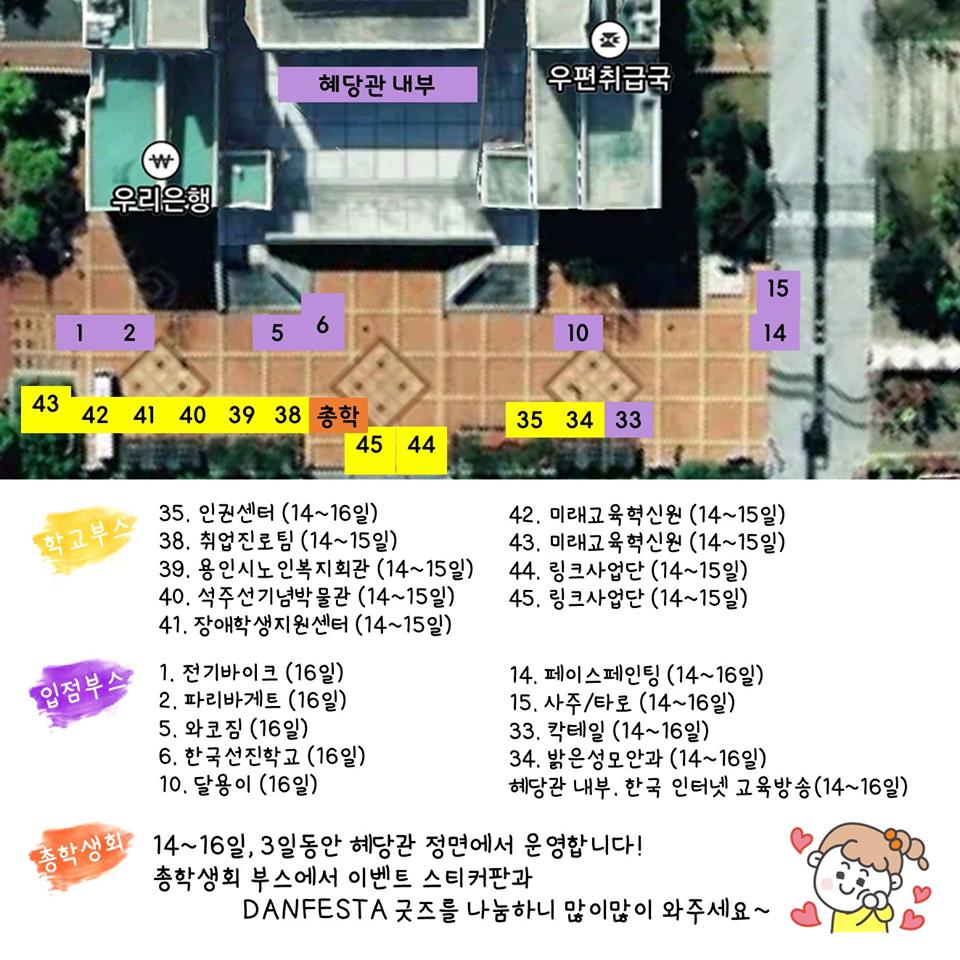 혜당관 내부
우편취급국
₩
우리은행
15
1 2 5 6 10 14
43 42 41 40 39 38 총학 35 34 33
45 44
학교부스
35. 인권센터 (14~16일)
38. 취업진로팀 (14~15일)
39. 용인시노인복지회관 (14~15일)
40. 석주선기념박물관 (14~15일)
41. 장애학생지원센터 (14~15일)
42. 미래교육혁신원 (14~15일)
43. 미래교육혁신원 (14~15일)
44. 링크사업단 (14~15일)
45. 링크사업단 (14~15일)
입점부스
1. 전기바이크 (16일)
2. 파리바게트 (16일)
5. 와코짐 (16일)
6. 한국선진학교 (16일)
10. 달용이 (16일)
14. 페이스페인팅 (14~16일)
15. 사주/타로 (14~16일)
33. 칵테일 (14~16일)
34. 밝은성모안과 (14~16일)
혜당관 내부. 한국 인터넷 교육방송(14~16일)
총학생회
14~16일, 3일동안 혜당관 정면에서 운영합니다!
총학생회 부스에서 이벤트 스티커판과
DANFESTA 굿즈를 나눔하니 많이많이 와주세요~